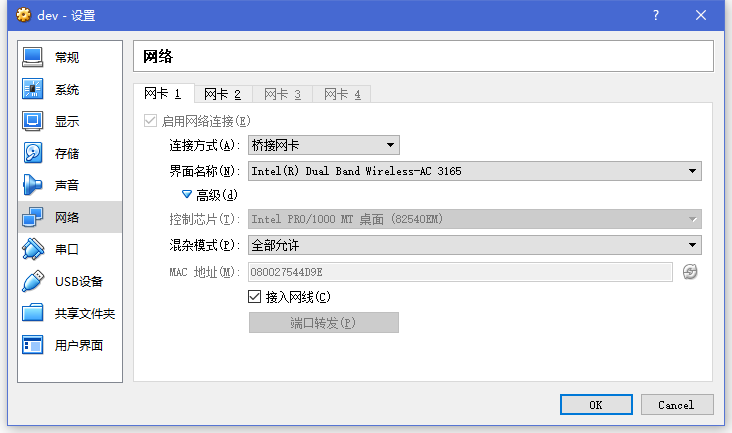 dev - 设置
常规
系统
显示
存储
声音
网络
串口
USB设备
共享文件夹
用户界面
网络
网卡 1 网卡 2 网卡 3 网卡 4
启用网络连接(E)
连接方式(A): 桥接网卡
界面名称(N): Intel(R) Dual Band Wireless-AC 3165
高级(d)
控制芯片(T): Intel PRO/1000 MT 桌面 (82540EM)
混杂模式(P): 全部允许
MAC 地址(M): 080027544D9E
接入网线(C)
端口转发(P)
OK Cancel